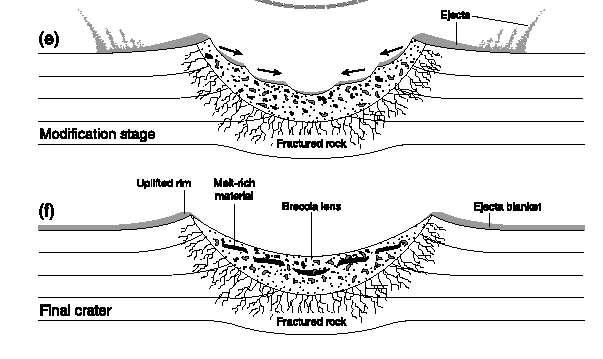 Ejecta
(e)
Modification stage
Fractured rock
Uplifted rim
Melt-rich
material
(f)
Breccia lens
Ejecta blanket
Final crater
Fractured rock